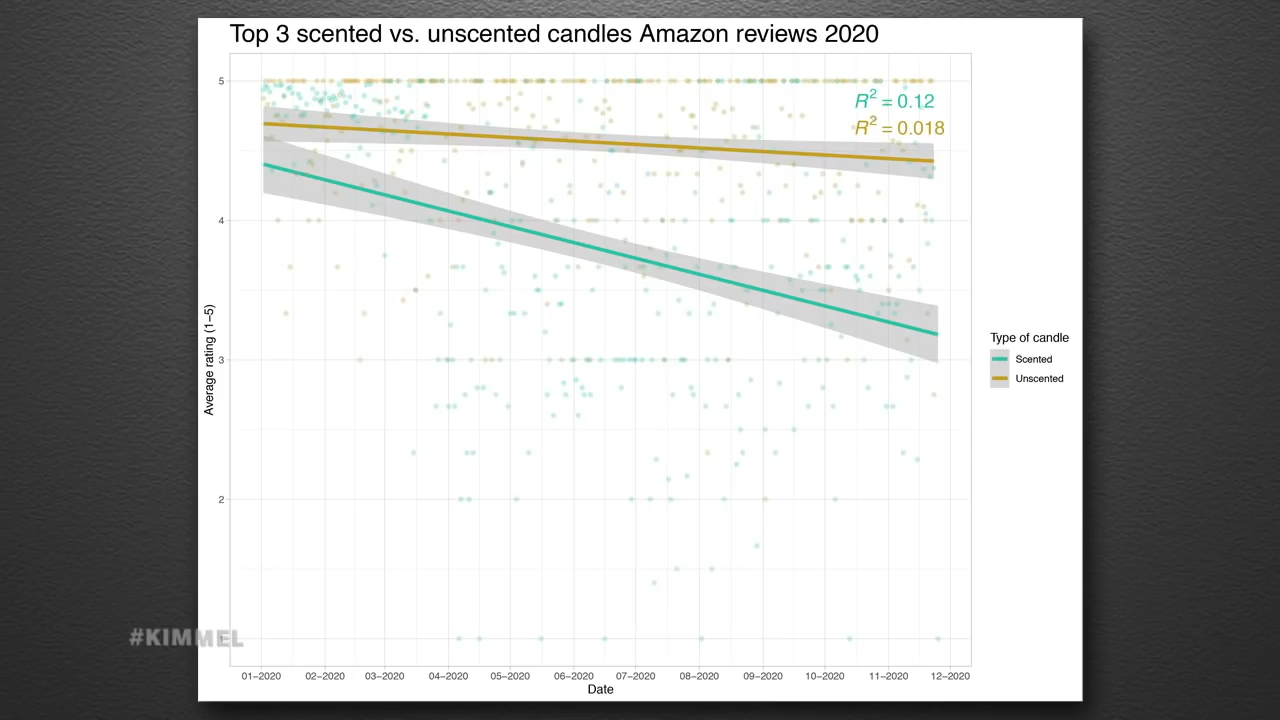 Top 3 scented vs. unscented candles Amazon reviews 2020
5
4
3
2
1
Average rating (1–5)
R² = 0.12
R² = 0.018
Type of candle
Scented
Unscented
#KIMMEL
01–2020 02–2020 03–2020 04–2020 05–2020 06–2020 07–2020 08–2020 09–2020 10–2020 11–2020 12–2020
Date